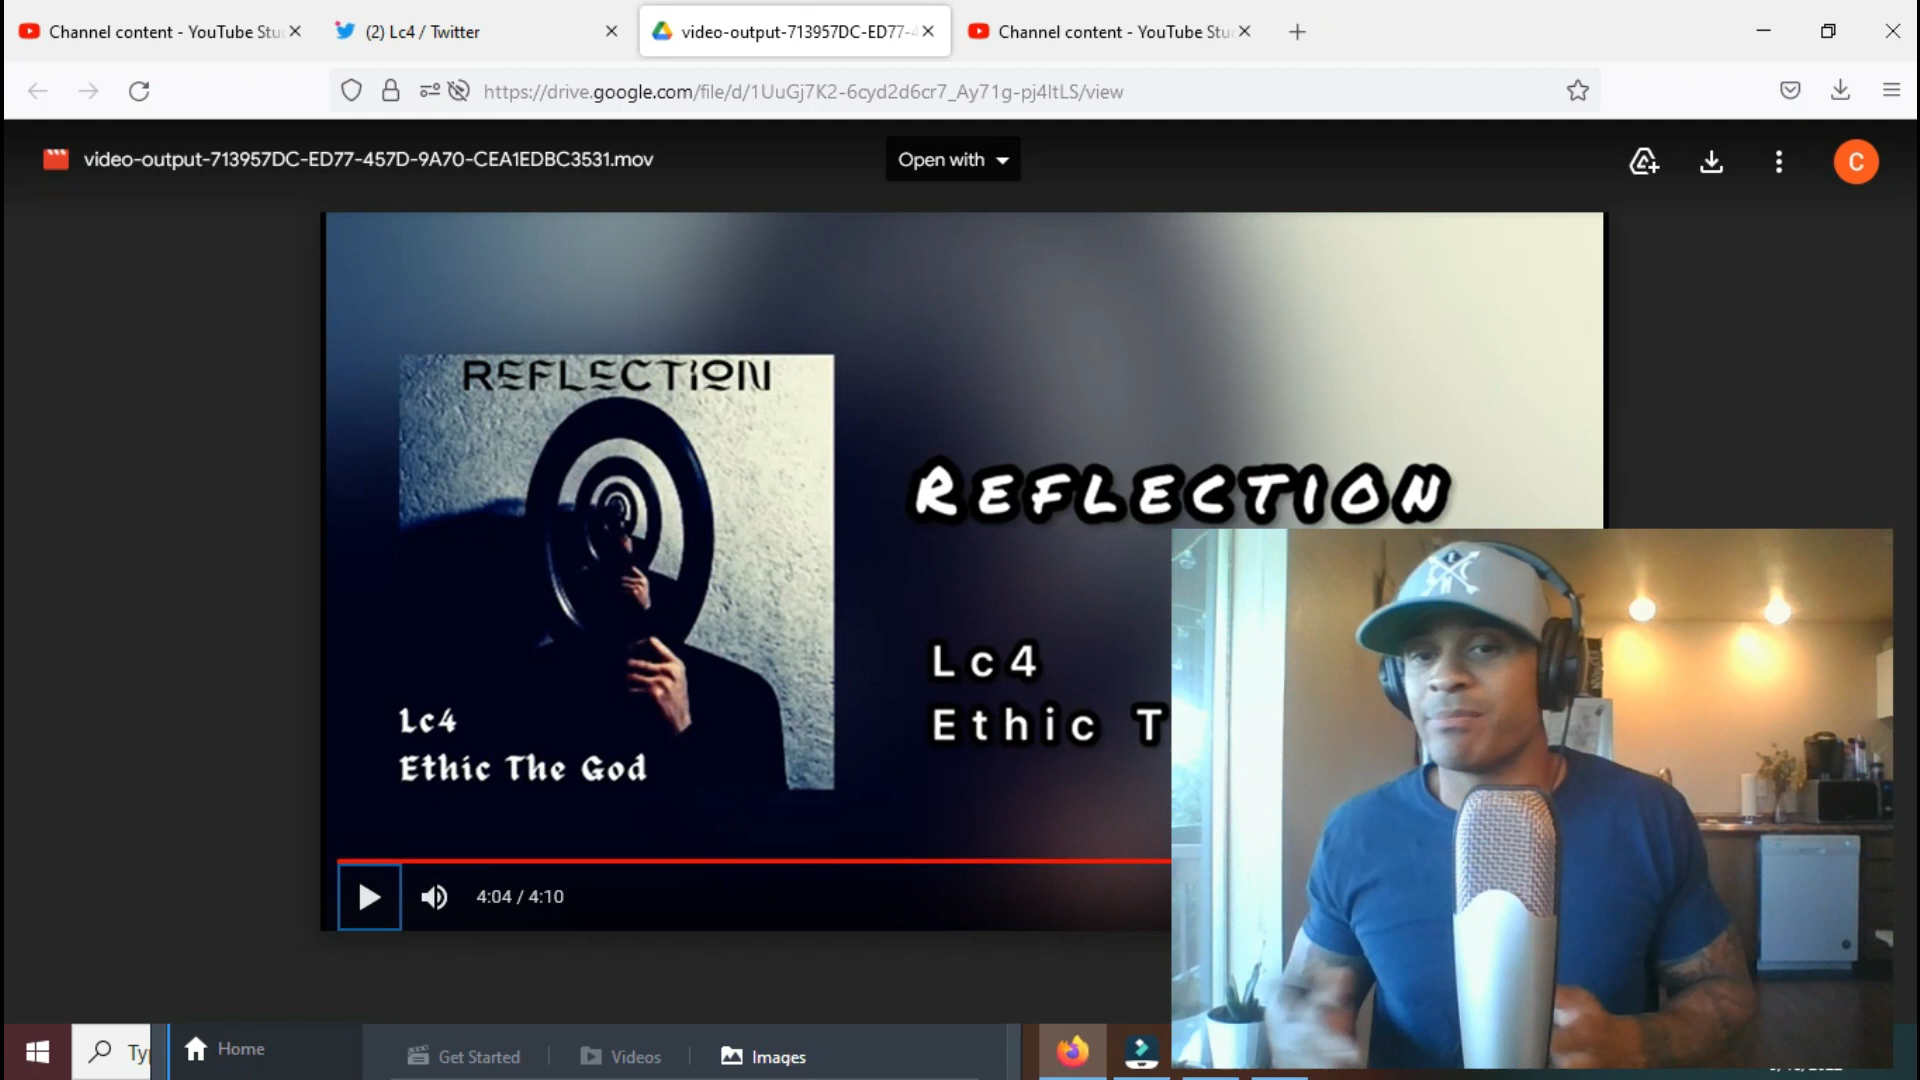 Channel content - YouTube Stu
(2) Lc4 / Twitter
video-output-713957DC-ED77-4
Channel content - YouTube Stu
https://drive.google.com/file/d/1UuGj7K2-6cyd2d6cr7_Ay71g-pj4ltLS/view
video-output-713957DC-ED77-457D-9A70-CEA1EDBC3531.mov
Open with
C
REFLECTION
REFLECTION
Lc4
Ethic T
Lc4
Ethic The God
4:04 / 4:10
Ty
Home
Get Started
Videos
Images